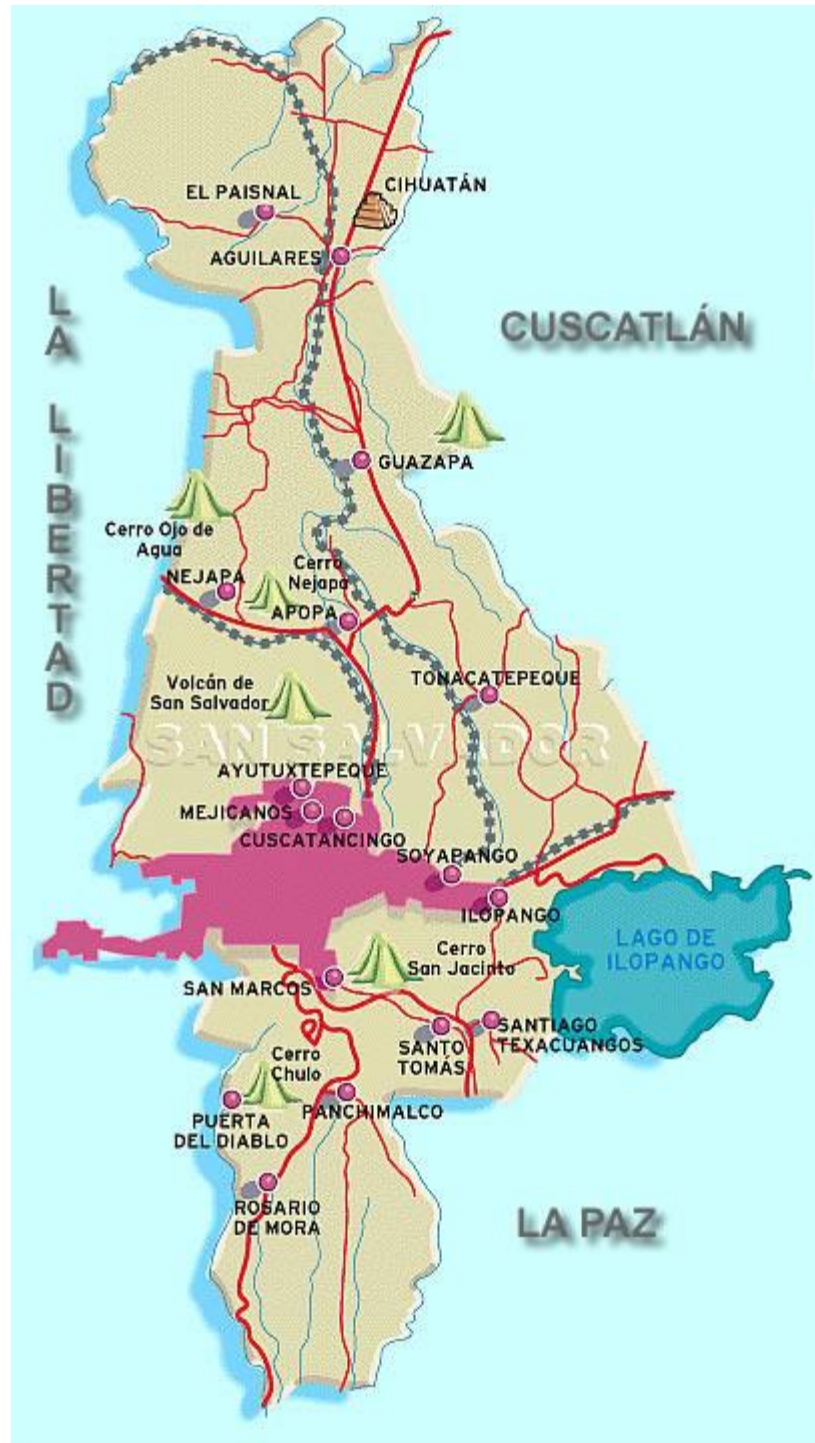 CIHUATÁN
EL PAISNAL
AGUILARES
LA LIBERTAD
CUSCATLÁN
GUAZAPA
Cerro Ojo de
Agua
NEJAPA
Cerro
Nejapa
APOPA
Volcán de
San Salvador
TONACATEPEQUE
SAN SALVADOR
AYUTUXTEPEQUE
MEJICANOS
CUSCATANCINGO
SOYAPANGO
ILOPANGO
LAGO DE
ILOPANGO
Cerro
San Jacinto
SAN MARCOS
SANTO
TOMÁS
SANTIAGO
TEXACUANGOS
Cerro
Chulo
PUERTA
DEL DIABLO
PANCHIMALCO
ROSARIO
DE MORA
LA PAZ